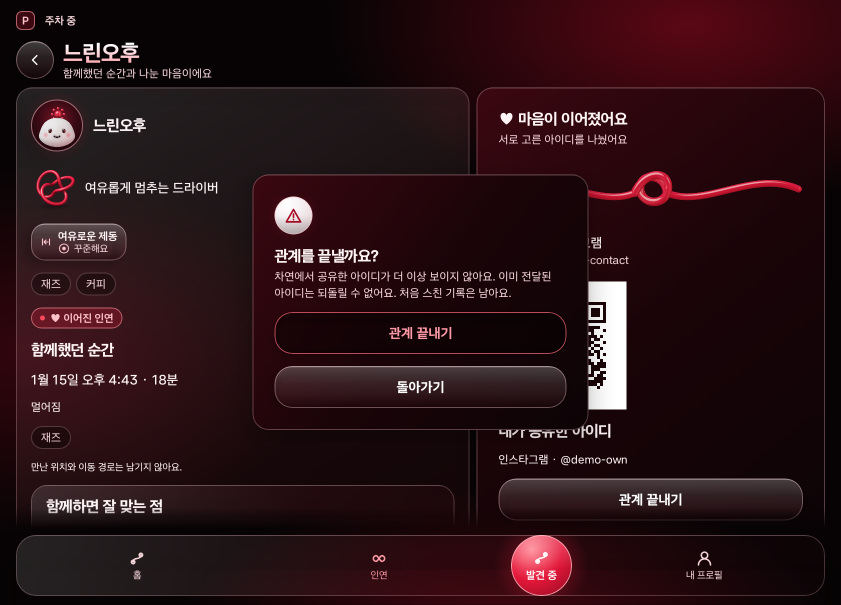 P 주차 중
느린오후
함께했던 순간과 나눈 마음이에요
느린오후
여유롭게 멈추는 드라이버
여유로운 제동
꾸준해요
재즈 커피
이어진 인연
함께했던 순간
1월 15일 오후 4:43 · 18분
멀어짐
재즈
만난 위치와 이동 경로는 남기지 않아요.
함께하면 잘 맞는 점
마음이 이어졌어요
서로 고른 아이디를 나눴어요
램
contact
관계를 끝낼까요?
차연에서 공유한 아이디가 더 이상 보이지 않아요. 이미 전달된
아이디는 되돌릴 수 없어요. 처음 스친 기록은 남아요.
관계 끝내기
돌아가기
아이디
인스타그램 · @demo-own
관계 끝내기
홈
인연
발견 중
내 프로필